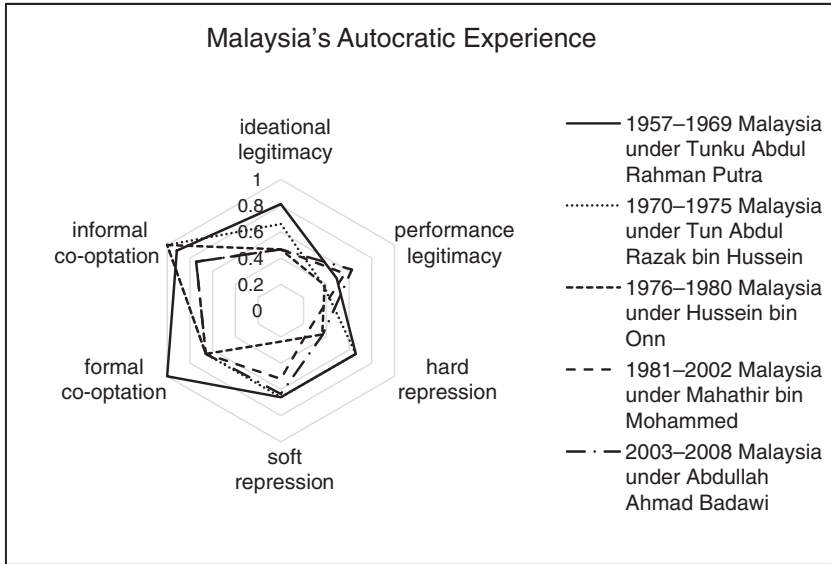 Malaysia's Autocratic Experience
ideational
legitimacy
1
0.8
0.6
0.4
0.2
0
informal
co-optation
performance
legitimacy
formal
co-optation
hard
repression
soft
repression
1957–1969 Malaysia
under Tunku Abdul
Rahman Putra
1970–1975 Malaysia
under Tun Abdul
Razak bin Hussein
1976–1980 Malaysia
under Hussein bin
Onn
1981–2002 Malaysia
under Mahathir bin
Mohammed
2003–2008 Malaysia
under Abdullah
Ahmad Badawi